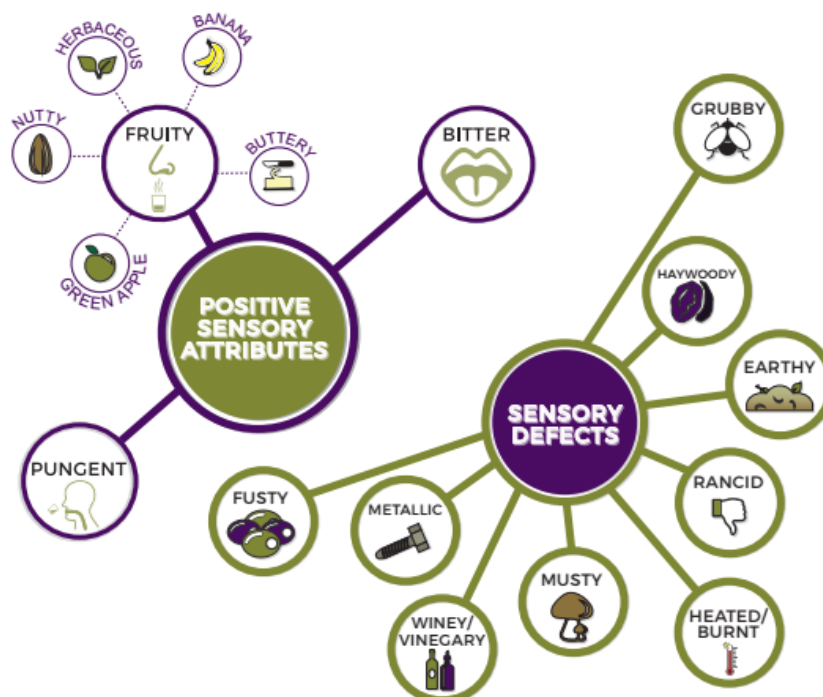 HERBACEOUS
BANANA
NUTTY
FRUITY
BUTTERY
GREEN APPLE
BITTER
POSITIVE
SENSORY
ATTRIBUTES
PUNGENT
GRUBBY
HAYWOODY
EARTHY
SENSORY
DEFECTS
RANCID
FUSTY
METALLIC
MUSTY
WINEY/
VINEGARY
HEATED/
BURNT